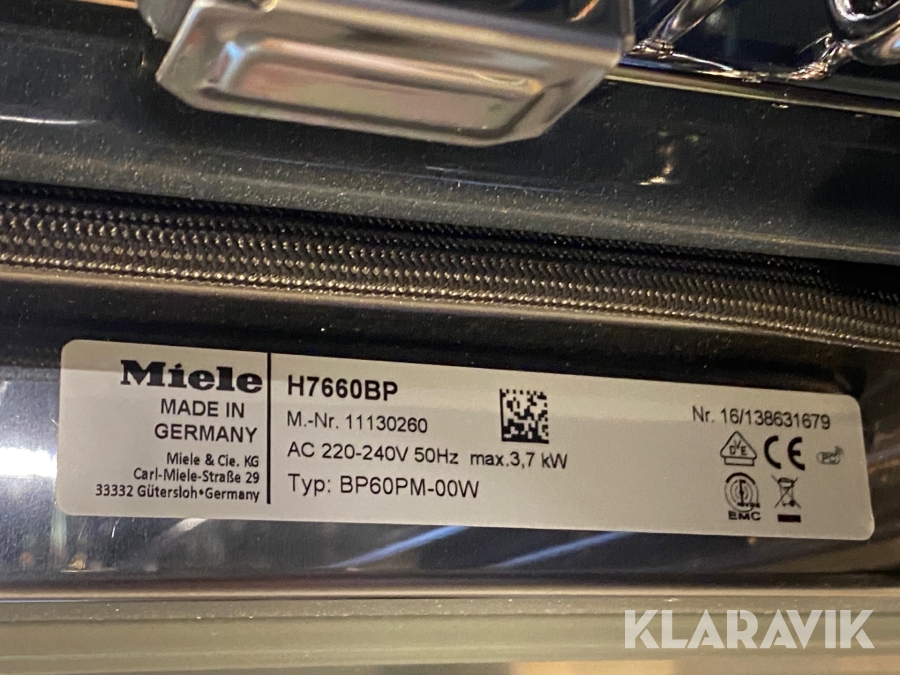 Miele
MADE IN
GERMANY
Miele & Cie. KG
Carl-Miele-Straße 29
33332 Gütersloh•Germany
H7660BP
M.-Nr. 11130260
AC 220-240V 50Hz max.3,7 kW
Typ: BP60PM-00W
Nr. 16/138631679
DVE CE
EMC
KLARAVIK